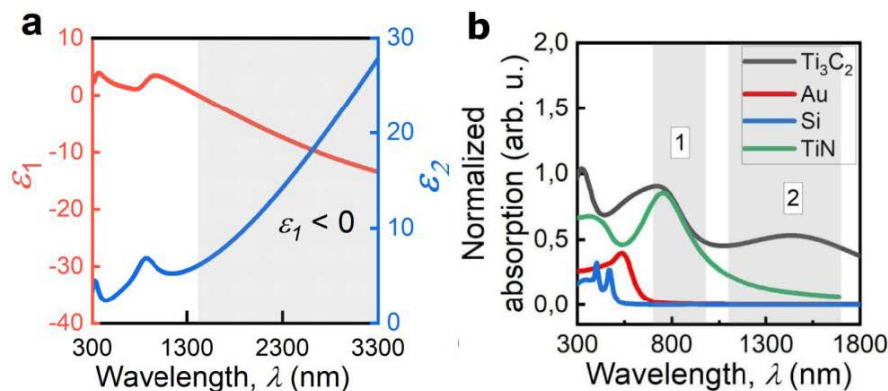 a
10
0
-10
-20
-30
-40
ε1
30
20
10
0
ε2
ε1 < 0
300 1300 2300 3300
Wavelength, λ (nm)
b
2,0
1,5
1,0
0,5
0,0
Normalized
absorption (arb. u.)
Ti3C2
Au
Si
TiN
1
2
300 800 1300 1800
Wavelength, λ (nm)